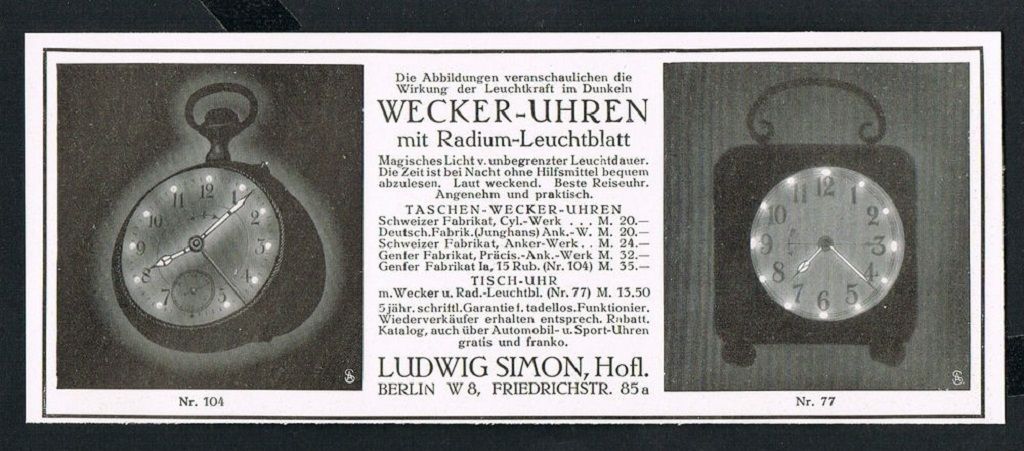 Die Abbildungen veranschaulichen die
Wirkung der Leuchtkraft im Dunkeln
WECKER-UHREN
mit Radium-Leuchtblatt
Magisches Licht v. unbegrenzter Leuchtdauer.
Die Zeit ist bei Nacht ohne Hilfsmittel bequem
abzulesen. Laut weckend. Beste Reiseuhr.
Angenehm und praktisch.
TASCHEN-WECKER-UHREN
Schweizer Fabrikat, Cyl.-Werk . . . M. 20.—
Deutsch.Fabrik.(Junghans) Ank.-W. M. 20.—
Schweizer Fabrikat, Anker-Werk . . M. 24.—
Genfer Fabrikat, Präcis.-Ank.-Werk M. 32.—
Genfer Fabrikat Ia, 15 Rub. (Nr. 104) M. 35.—
TISCH-UHR
m. Wecker u. Rad.-Leuchtbl. (Nr. 77) M. 13.50
5 jähr. schriftl. Garantie f. tadellos. Funktionier.
Wiederverkäufer erhalten entsprech. Rabatt.
Katalog, auch über Automobil- u. Sport-Uhren
gratis und franko.
LUDWIG SIMON, Hofl.
BERLIN W 8, FRIEDRICHSTR. 85a
Nr. 104
Nr. 77
12
1
2
3
4
8
9
10
11
12
1
2
3
4
5
6
7
8
9
10
11